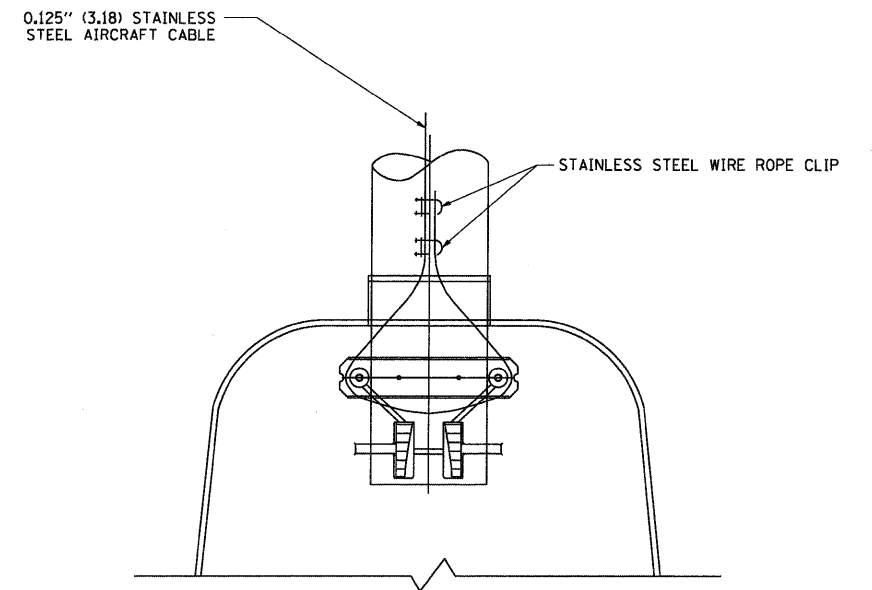 0.125" (3.18) STAINLESS
STEEL AIRCRAFT CABLE
STAINLESS STEEL WIRE ROPE CLIP